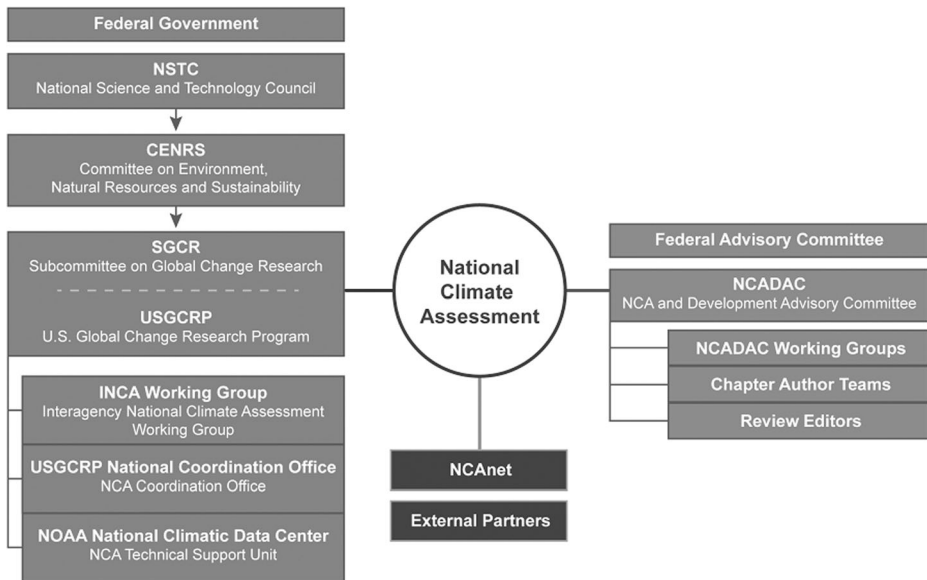 Federal Government
NSTC
National Science and Technology Council
CENRS
Committee on Environment,
Natural Resources and Sustainability
SGCR
Subcommittee on Global Change Research
USGCRP
U.S. Global Change Research Program
INCA Working Group
Interagency National Climate Assessment
Working Group
USGCRP National Coordination Office
NCA Coordination Office
NOAA National Climatic Data Center
NCA Technical Support Unit
National
Climate
Assessment
NCAnet
External Partners
Federal Advisory Committee
NCADAC
NCA and Development Advisory Committee
NCADAC Working Groups
Chapter Author Teams
Review Editors